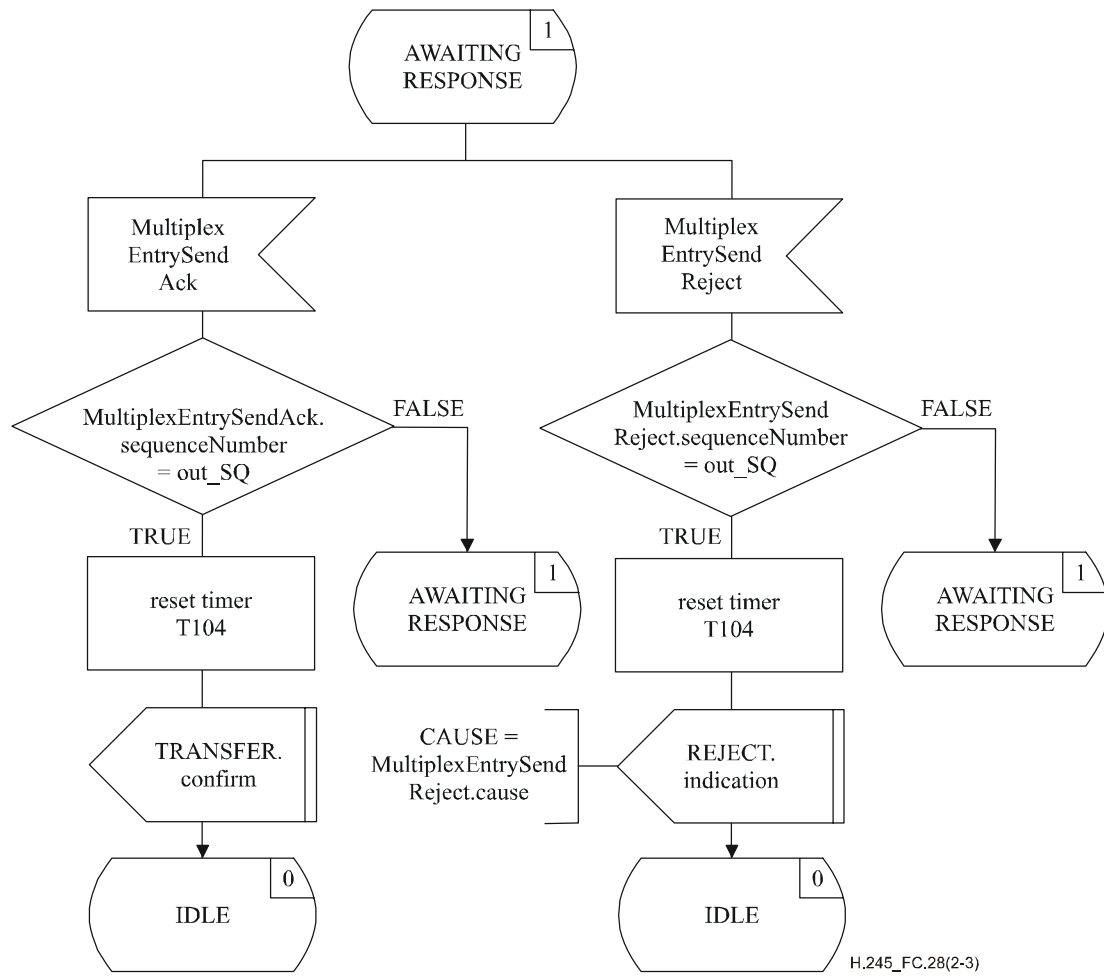 1
AWAITING
RESPONSE
Multiplex
EntrySend
Ack
Multiplex
EntrySend
Reject
MultiplexEntrySendAck.
sequenceNumber
= out_SQ
FALSE
MultiplexEntrySend
Reject.sequenceNumber
= out_SQ
FALSE
TRUE
TRUE
reset timer
T104
1
AWAITING
RESPONSE
reset timer
T104
1
AWAITING
RESPONSE
TRANSFER.
confirm
CAUSE =
MultiplexEntrySend
Reject.cause
REJECT.
indication
0
IDLE
0
IDLE
H.245_FC.28(2-3)